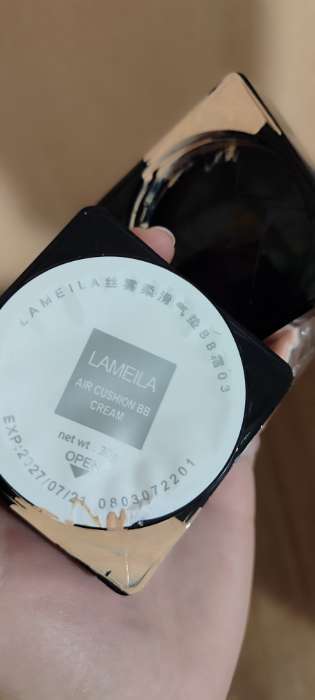 LAMEILA丝雾柔滑气垫BB霜03
LAMEILA
AIR CUSHION BB
CREAM
net wt
OPEN
EXP:2027/07/21 0803072201